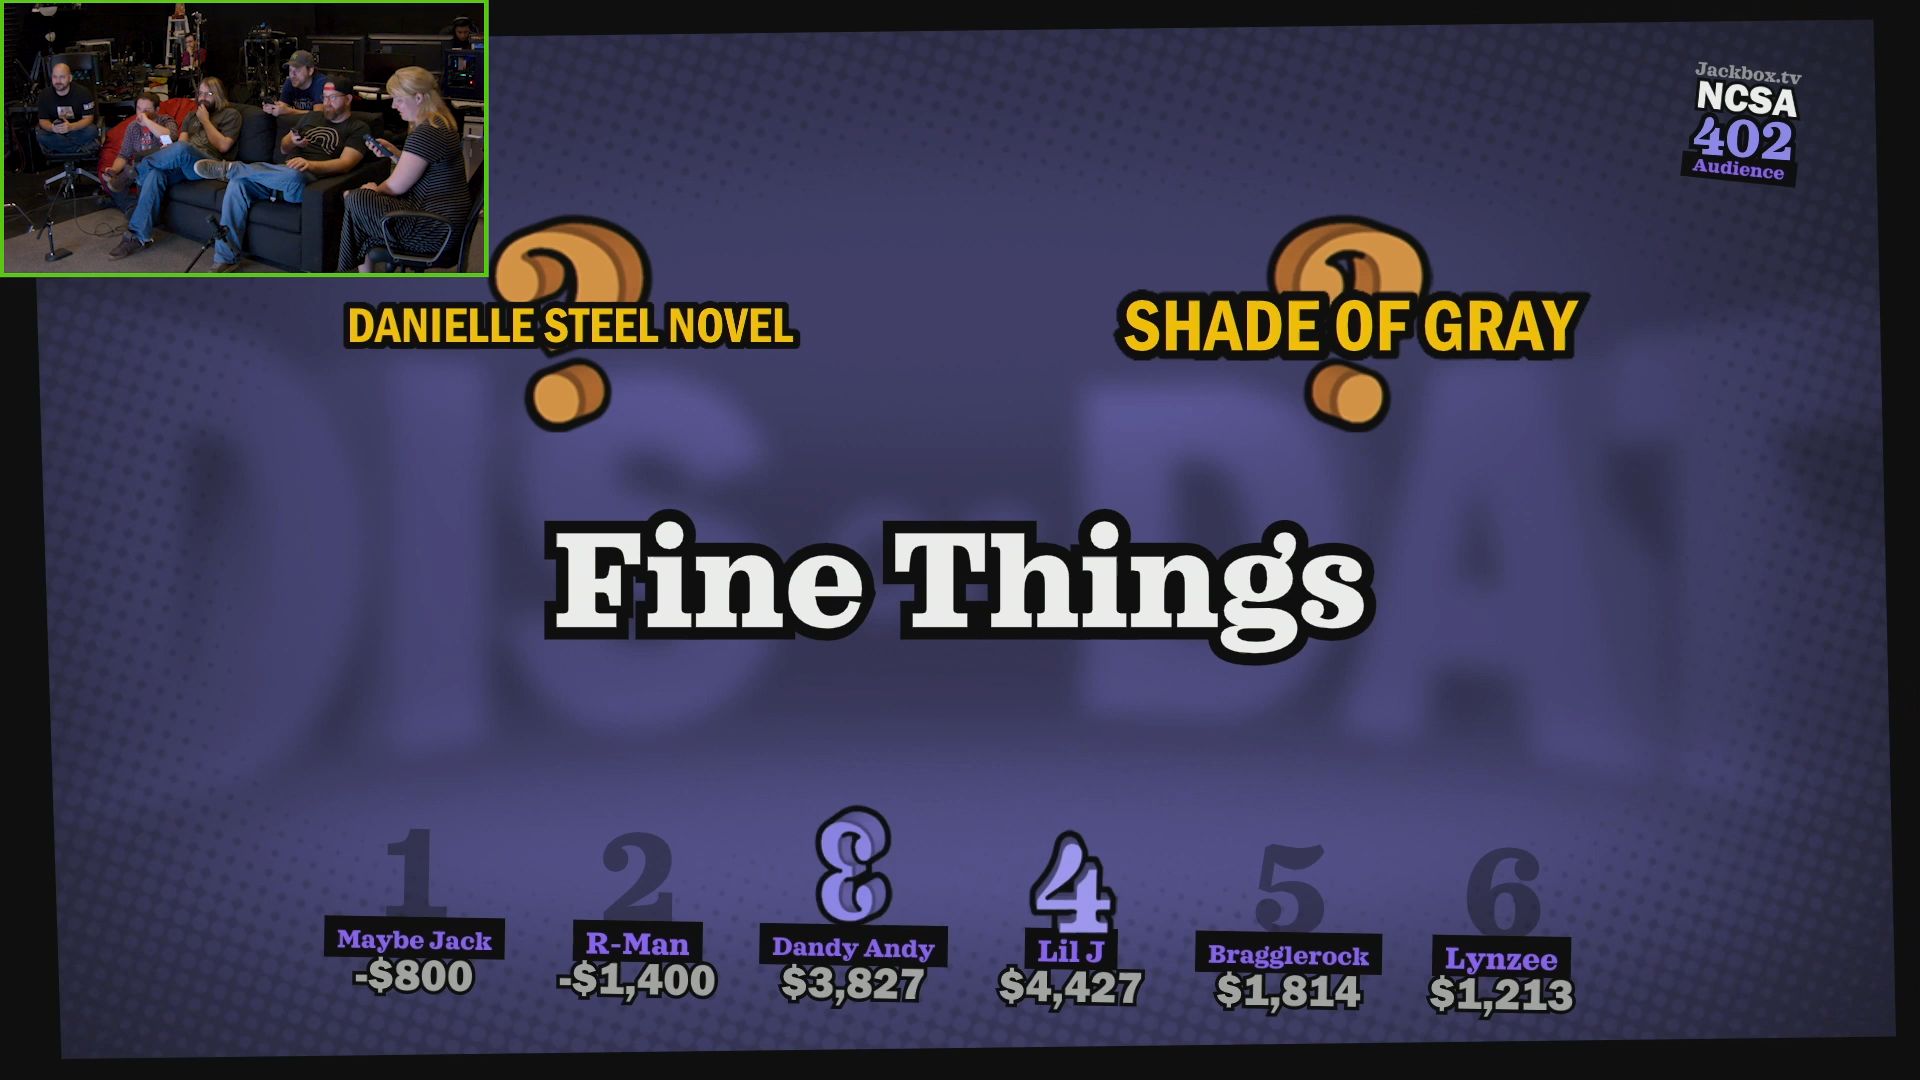 Jackbox.tv
NCSA
402
Audience
DANIELLE STEEL NOVEL
SHADE OF GRAY
Fine Things
1
2
3
4
5
6
Maybe Jack
R-Man
Dandy Andy
Lil J
Bragglerock
Lynzee
-$800
-$1,400
$3,827
$4,427
$1,814
$1,213